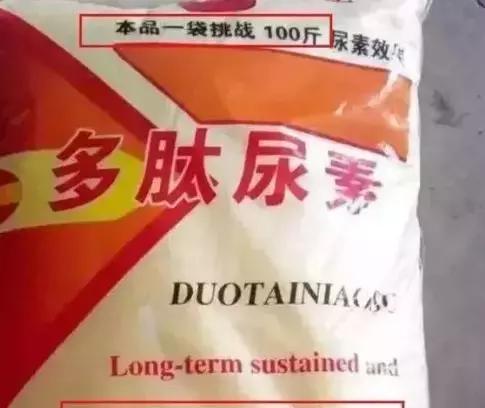 本品一袋挑战 100斤 尿素效
多肽尿素
Long-term sustained and